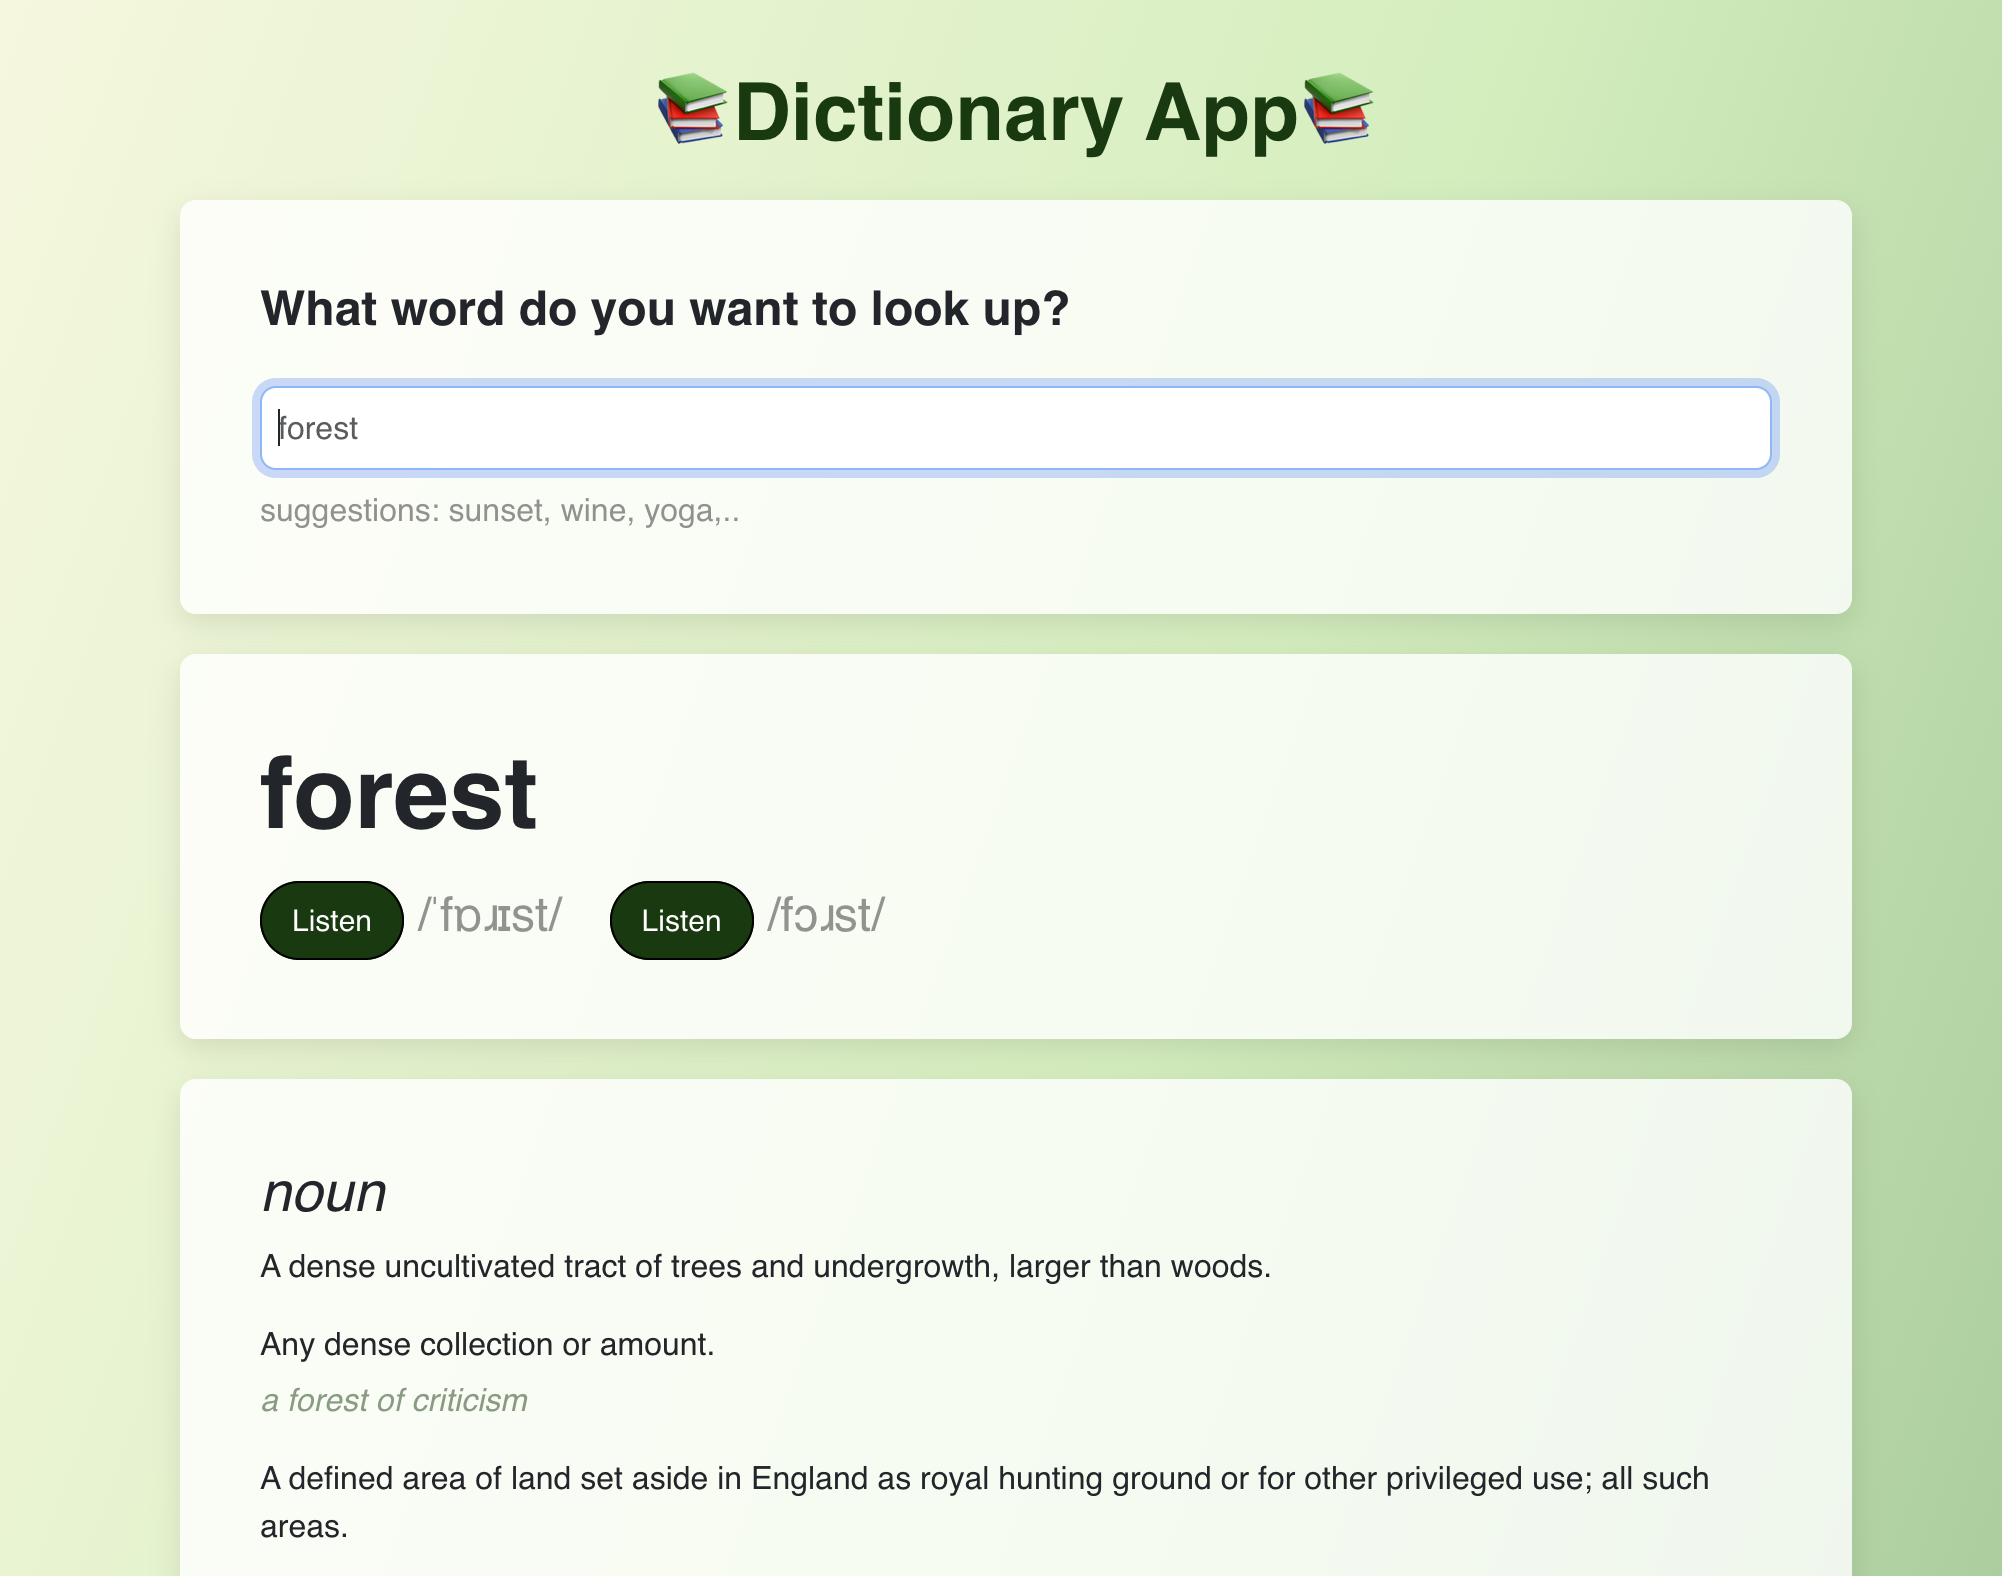 📚Dictionary App📚
What word do you want to look up?
forest
suggestions: sunset, wine, yoga,..
forest
Listen /ˈfɒɹɪst/ Listen /fɔɹst/
noun
A dense uncultivated tract of trees and undergrowth, larger than woods.
Any dense collection or amount.
a forest of criticism
A defined area of land set aside in England as royal hunting ground or for other privileged use; all such
areas.